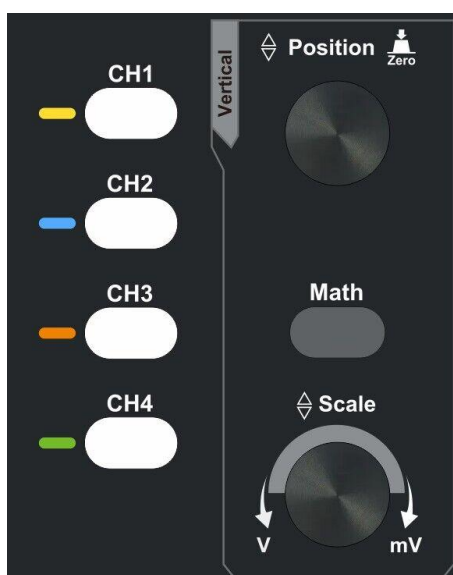 CH1
CH2
CH3
CH4
Vertical
Position
Zero
Math
Scale
V
mV